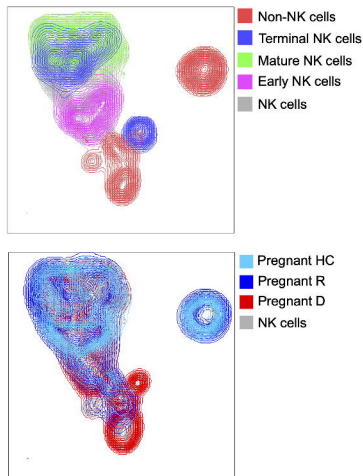 Non-NK cells
Terminal NK cells
Mature NK cells
Early NK cells
NK cells
Pregnant HC
Pregnant R
Pregnant D
NK cells